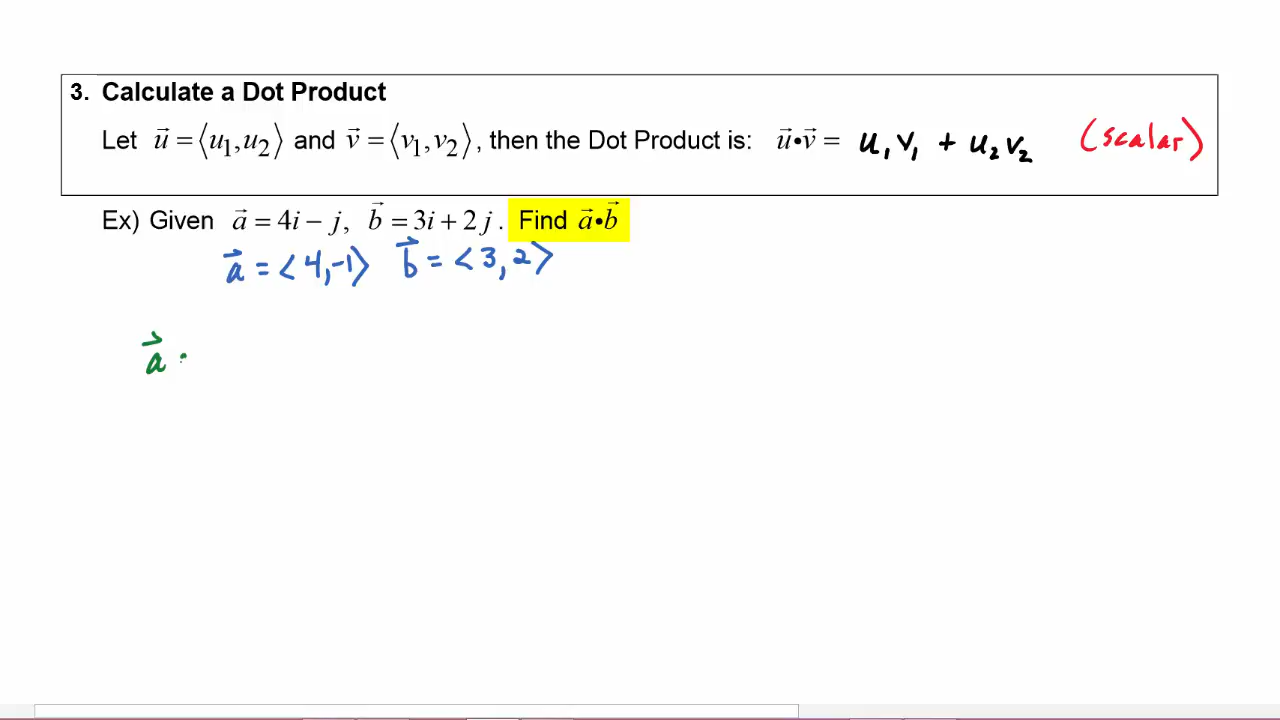 3. Calculate a Dot Product
Let u⃗ = ⟨u₁,u₂⟩ and v⃗ = ⟨v₁,v₂⟩, then the Dot Product is: u⃗•v⃗ = u₁v₁ + u₂v₂ (scalar)
Ex) Given a⃗ = 4i − j, b⃗ = 3i + 2j. Find a⃗•b⃗
a⃗ = ⟨4,-1⟩ b⃗ = ⟨3,2⟩
a⃗ ·